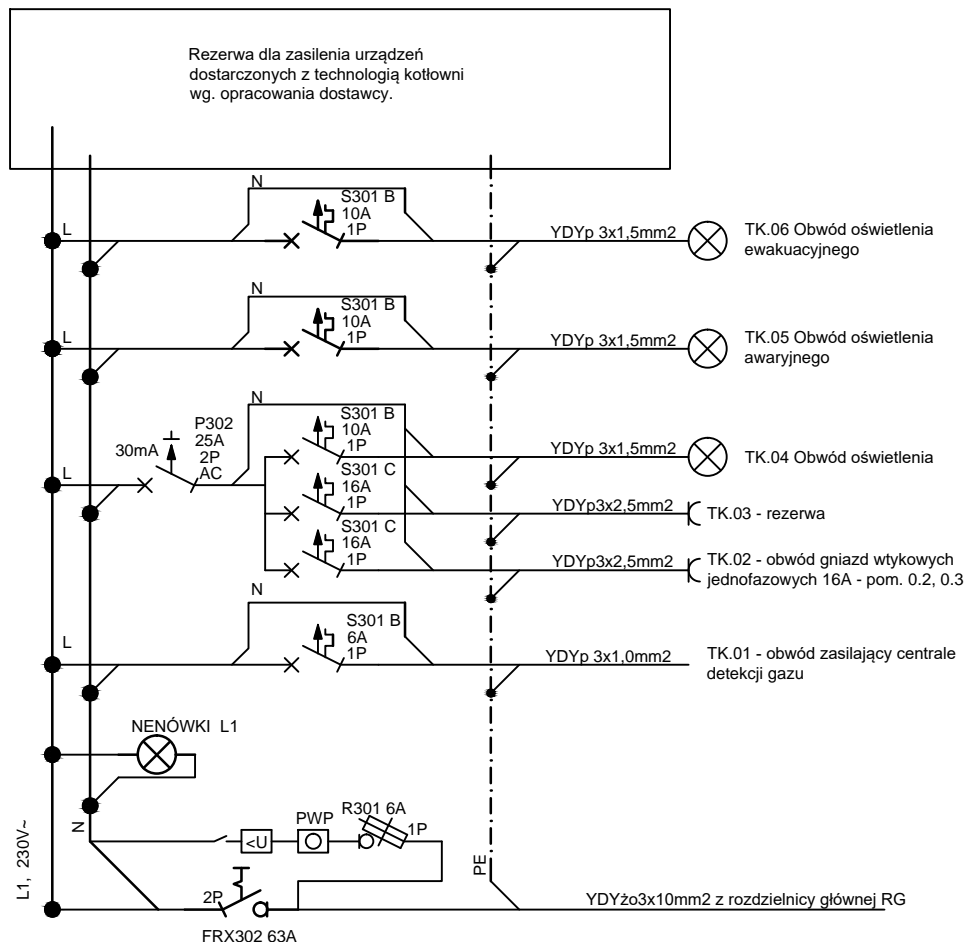 Rezerwa dla zasilenia urządzeń
dostarczonych z technologią kotłowni
wg. opracowania dostawcy.
N
S301 B
10A
1P
L
YDYp 3x1,5mm2
TK.06 Obwód oświetlenia
ewakuacyjnego
N
S301 B
10A
1P
L
YDYp 3x1,5mm2
TK.05 Obwód oświetlenia
awaryjnego
N
P302
25A
2P
AC
30mA
L
S301 B
10A
1P
YDYp 3x1,5mm2
TK.04 Obwód oświetlenia
S301 C
16A
1P
YDYp3x2,5mm2
TK.03 - rezerwa
S301 C
16A
1P
YDYp3x2,5mm2
TK.02 - obwód gniazd wtykowych
jednofazowych 16A - pom. 0.2, 0.3
N
S301 B
6A
1P
L
YDYp 3x1,0mm2
TK.01 - obwód zasilający centrale
detekcji gazu
NENÓWKI L1
L1, 230V~
N
<U
PWP
R301 6A
1P
PE
2P
FRX302 63A
YDYżo3x10mm2 z rozdzielnicy głównej RG